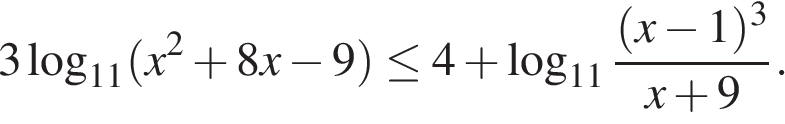 3 log₁₁(x² + 8x − 9) ≤ 4 + log₁₁ (x − 1)³/(x + 9).